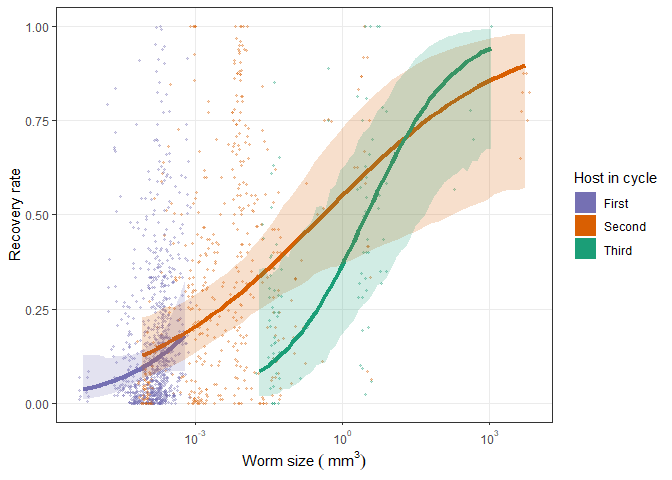 1.00
0.75
0.50
0.25
0.00
Recovery rate
10⁻³
10⁰
10³
Worm size ( mm³)
Host in cycle
First
Second
Third